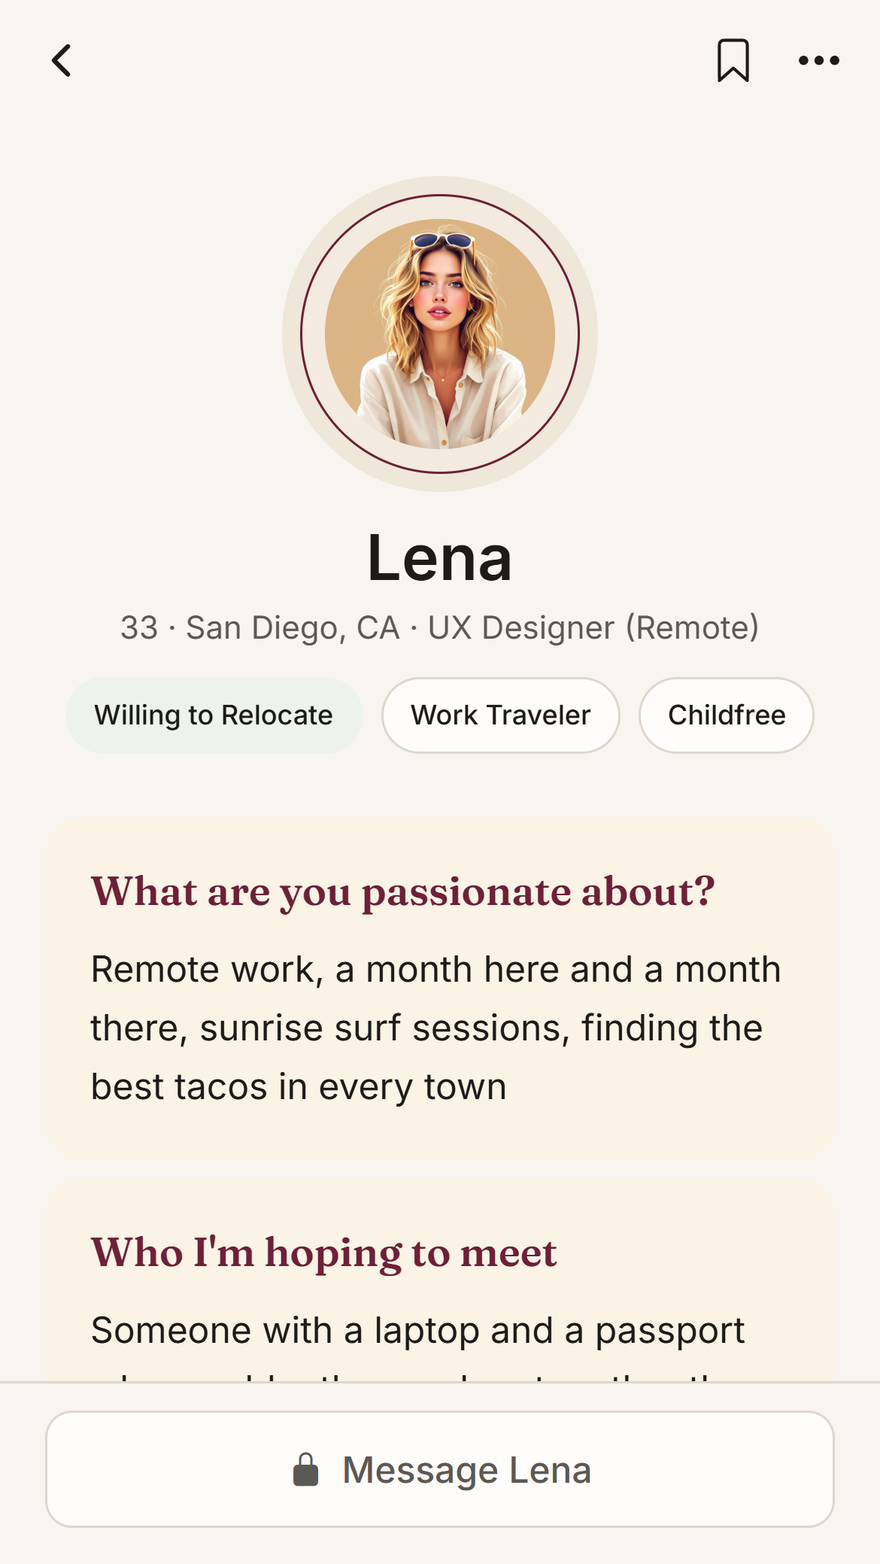 Lena
33 · San Diego, CA · UX Designer (Remote)
Willing to Relocate
Work Traveler
Childfree
What are you passionate about?
Remote work, a month here and a month
there, sunrise surf sessions, finding the
best tacos in every town
Who I'm hoping to meet
Someone with a laptop and a passport
Message Lena